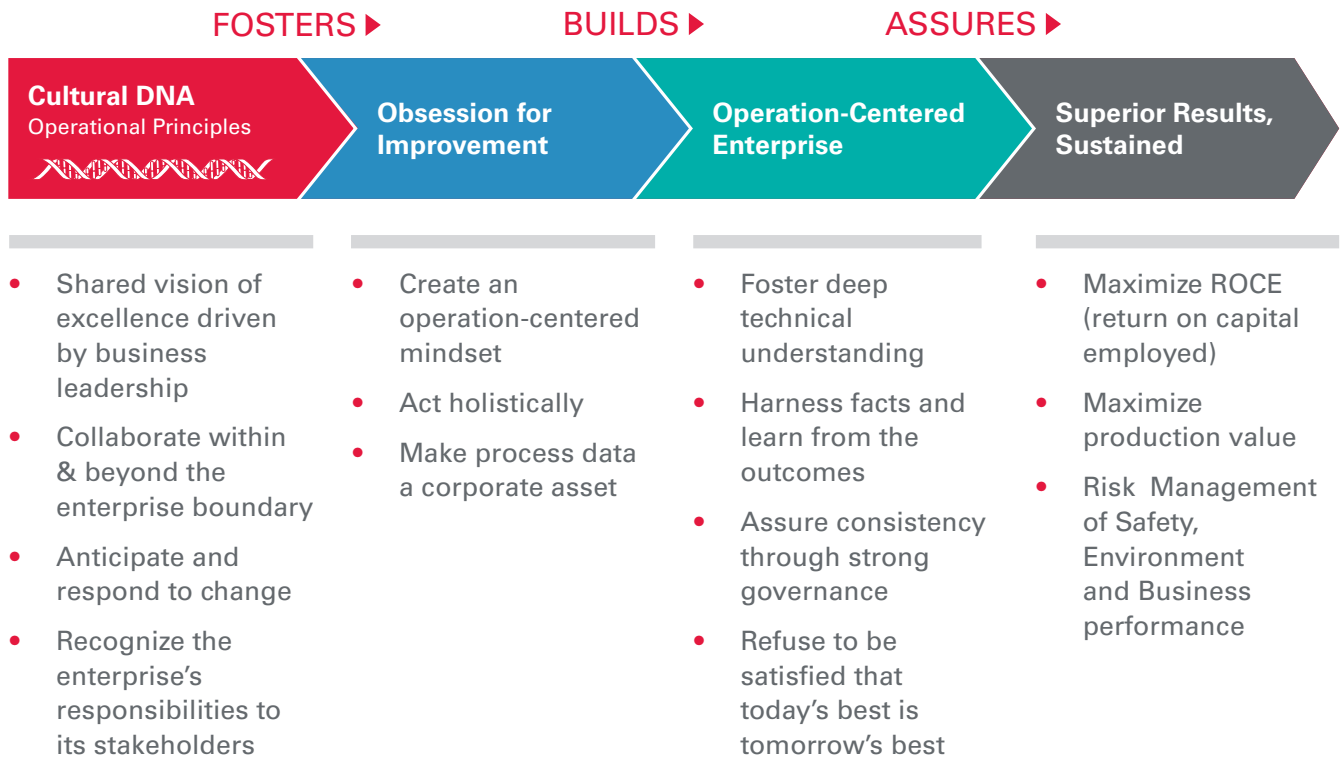 FOSTERS
BUILDS
ASSURES
Cultural DNA
Operational Principles
Obsession for
Improvement
Operation-Centered
Enterprise
Superior Results,
Sustained
• Shared vision of
excellence driven
by business
leadership
• Collaborate within
& beyond the
enterprise boundary
• Anticipate and
respond to change
• Recognize the
enterprise’s
responsibilities to
its stakeholders
• Create an
operation-centered
mindset
• Act holistically
• Make process data
a corporate asset
• Foster deep
technical
understanding
• Harness facts and
learn from the
outcomes
• Assure consistency
through strong
governance
• Refuse to be
satisfied that
today’s best is
tomorrow’s best
• Maximize ROCE
(return on capital
employed)
• Maximize
production value
• Risk Management
of Safety,
Environment
and Business
performance